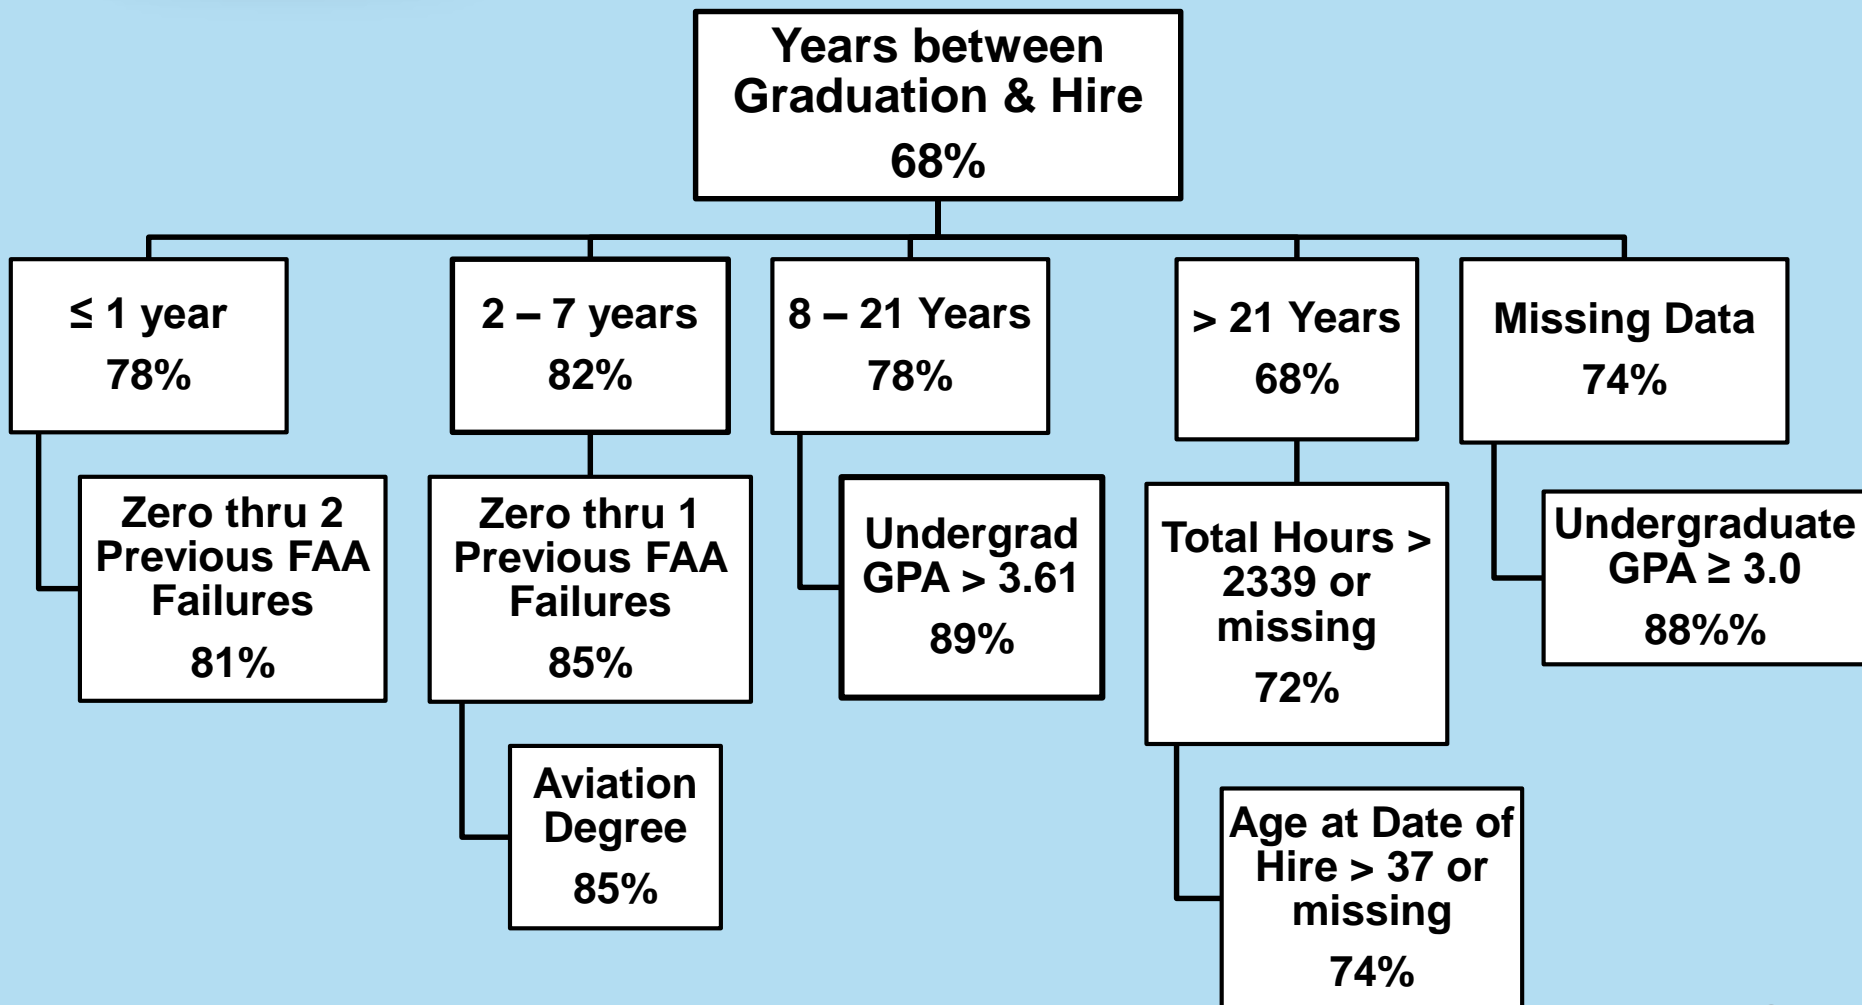 Years between
Graduation & Hire
68%
≤ 1 year
78%
2 – 7 years
82%
8 – 21 Years
78%
> 21 Years
68%
Missing Data
74%
Zero thru 2
Previous FAA
Failures
81%
Zero thru 1
Previous FAA
Failures
85%
Undergrad
GPA > 3.61
89%
Total Hours >
2339 or
missing
72%
Undergraduate
GPA ≥ 3.0
88%%
Aviation
Degree
85%
Age at Date of
Hire > 37 or
missing
74%